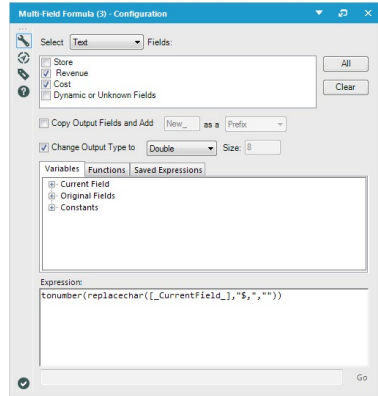 Multi-Field Formula (3) - Configuration
Select Text Fields:
Store
Revenue
Cost
Dynamic or Unknown Fields
All
Clear
Copy Output Fields and Add New_ as a Prefix
Change Output Type to Double Size: 8
Variables Functions Saved Expressions
Current Field
Original Fields
Constants
Expression:
tonumber(replacechar([_CurrentField_],"$,",""))
Go